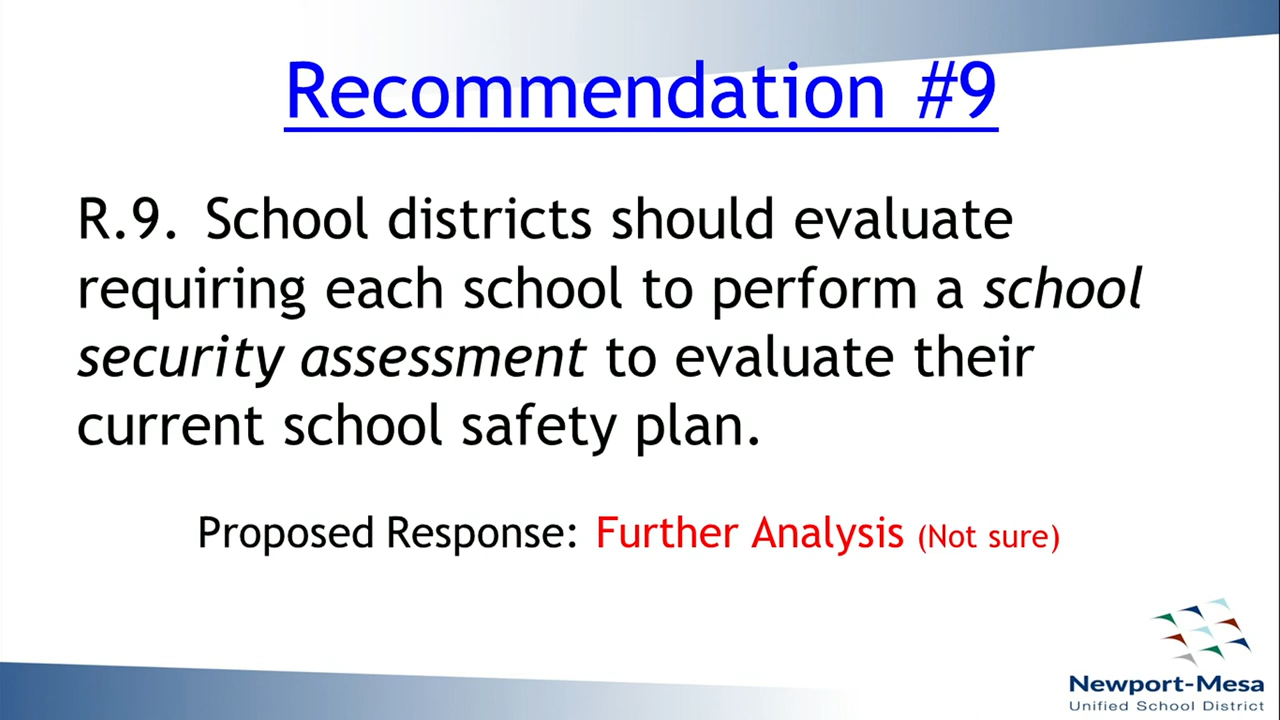 Recommendation #9
R.9. School districts should evaluate
requiring each school to perform a school
security assessment to evaluate their
current school safety plan.
Proposed Response: Further Analysis (Not sure)
Newport-Mesa
Unified School District